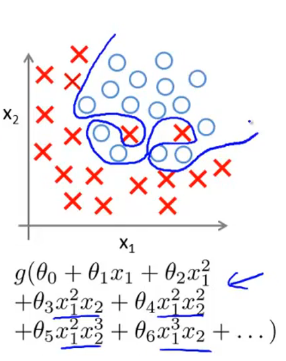 x₂
x₁
g(θ₀ + θ₁x₁ + θ₂x₁²
+θ₃x₁²x₂ + θ₄x₁²x₂²
+θ₅x₁²x₂³ + θ₆x₁³x₂ + … )